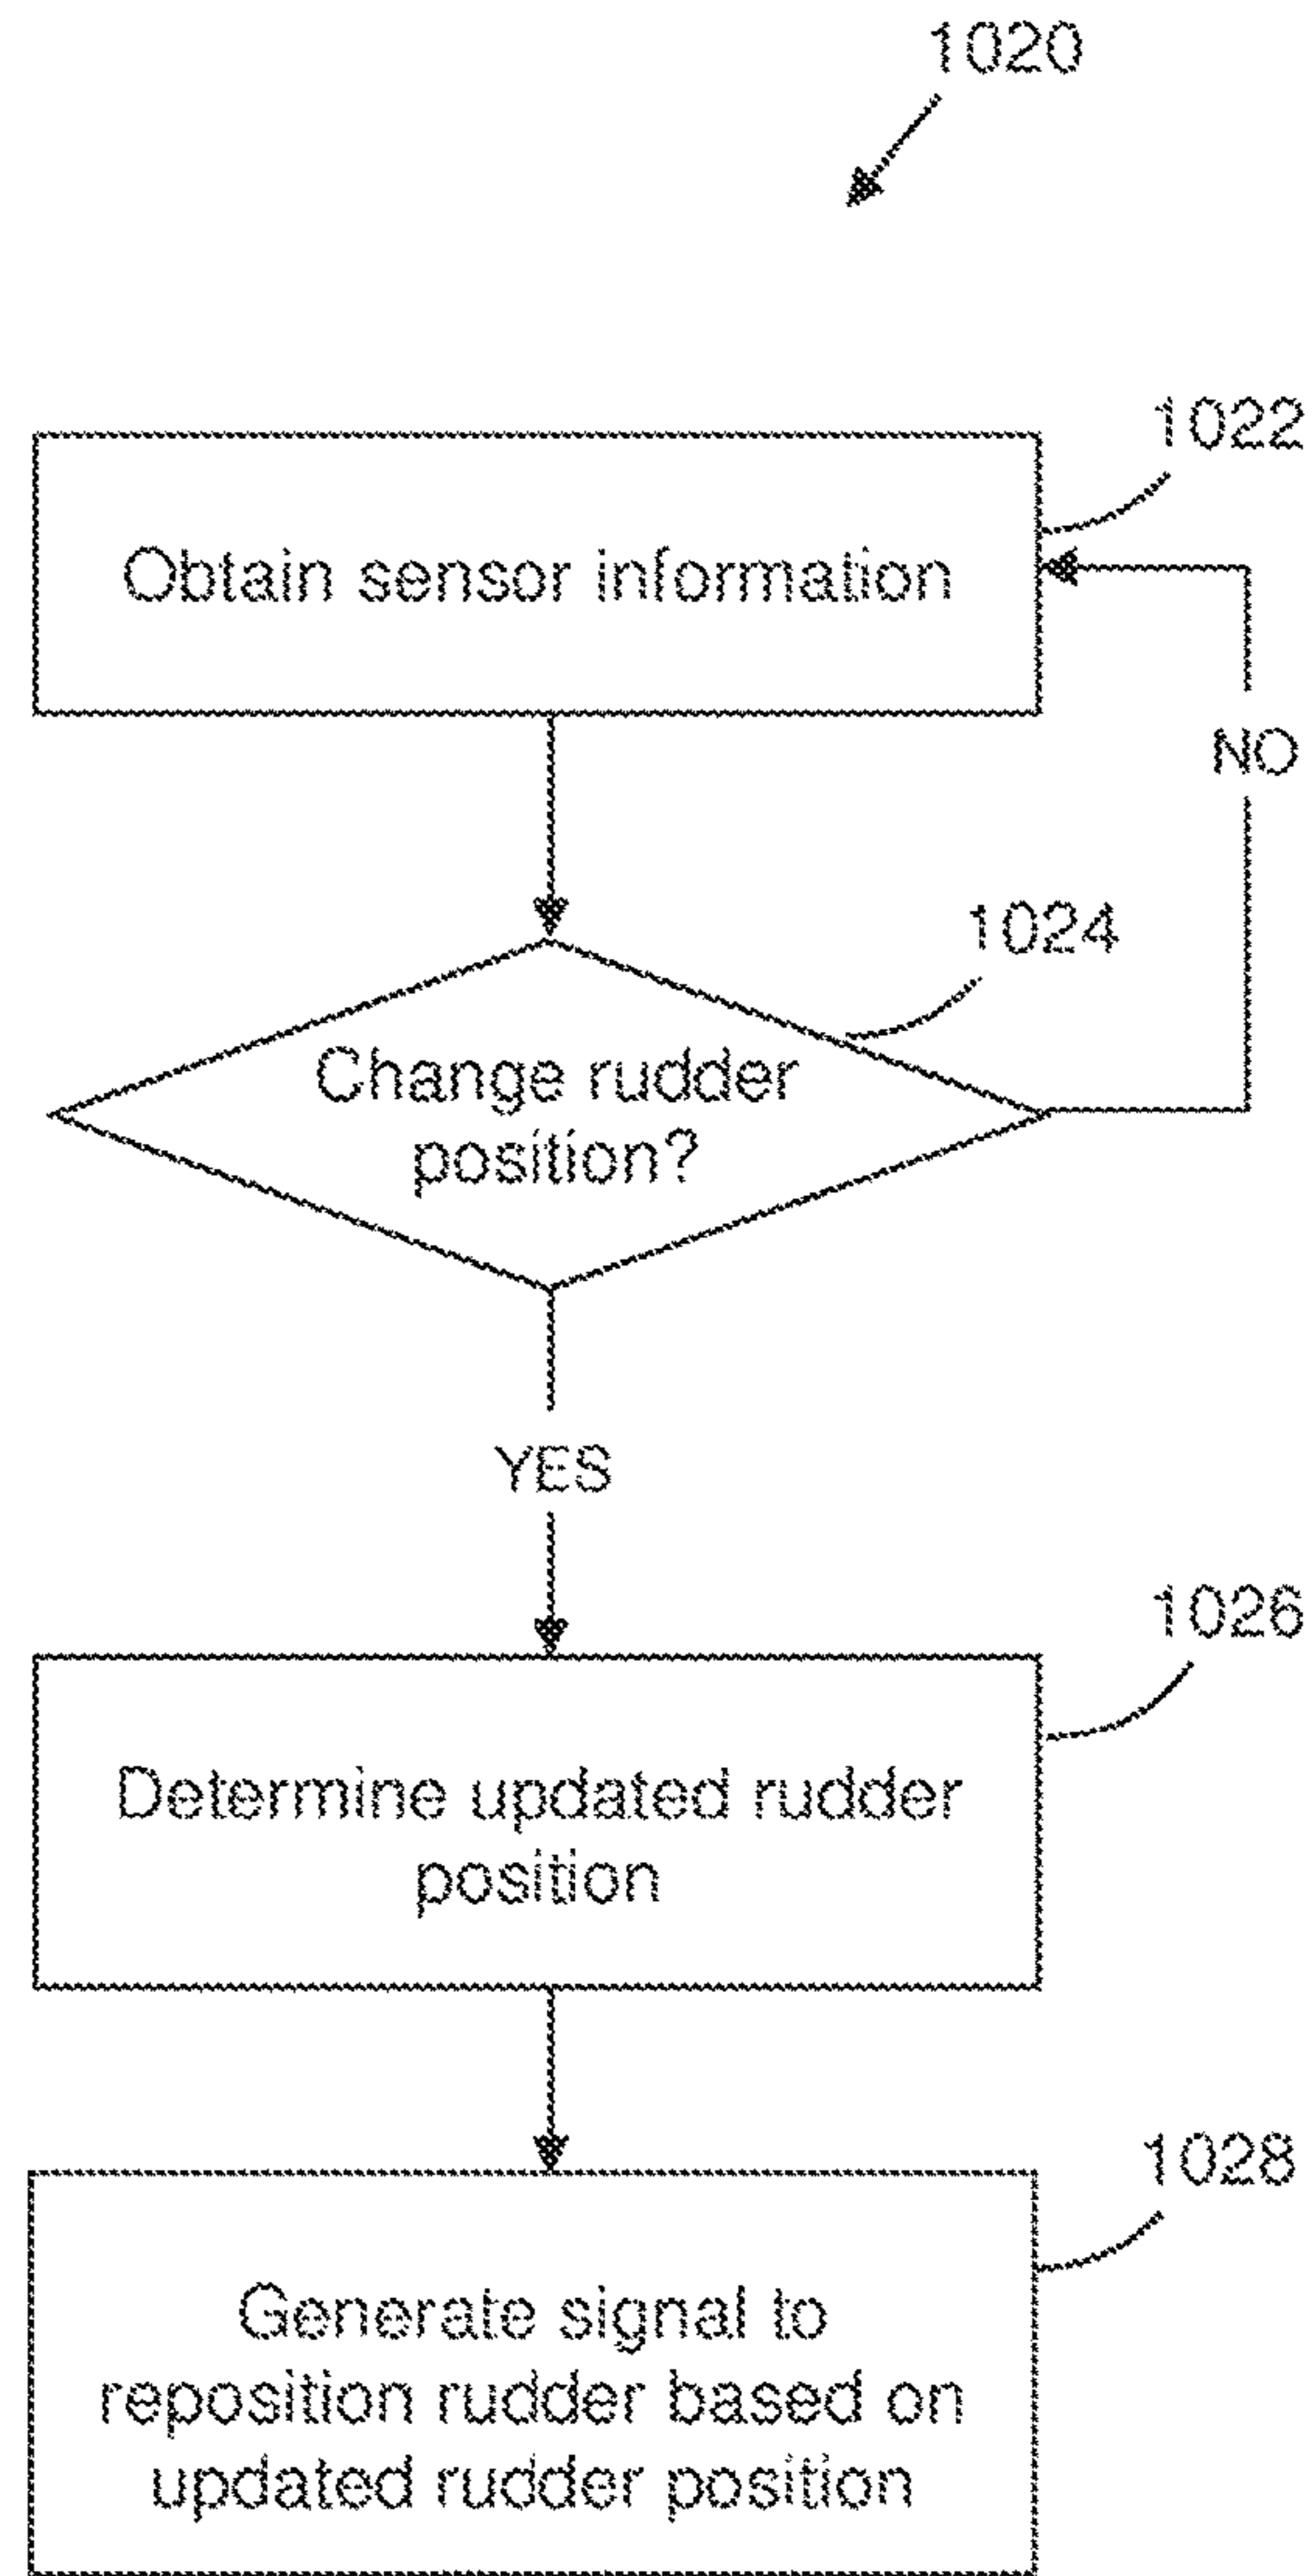 1020
1022
Obtain sensor information
NO
1024
Change rudder
position?
YES
1026
Determine updated rudder
position
1028
Generate signal to
reposition rudder based on
updated rudder position